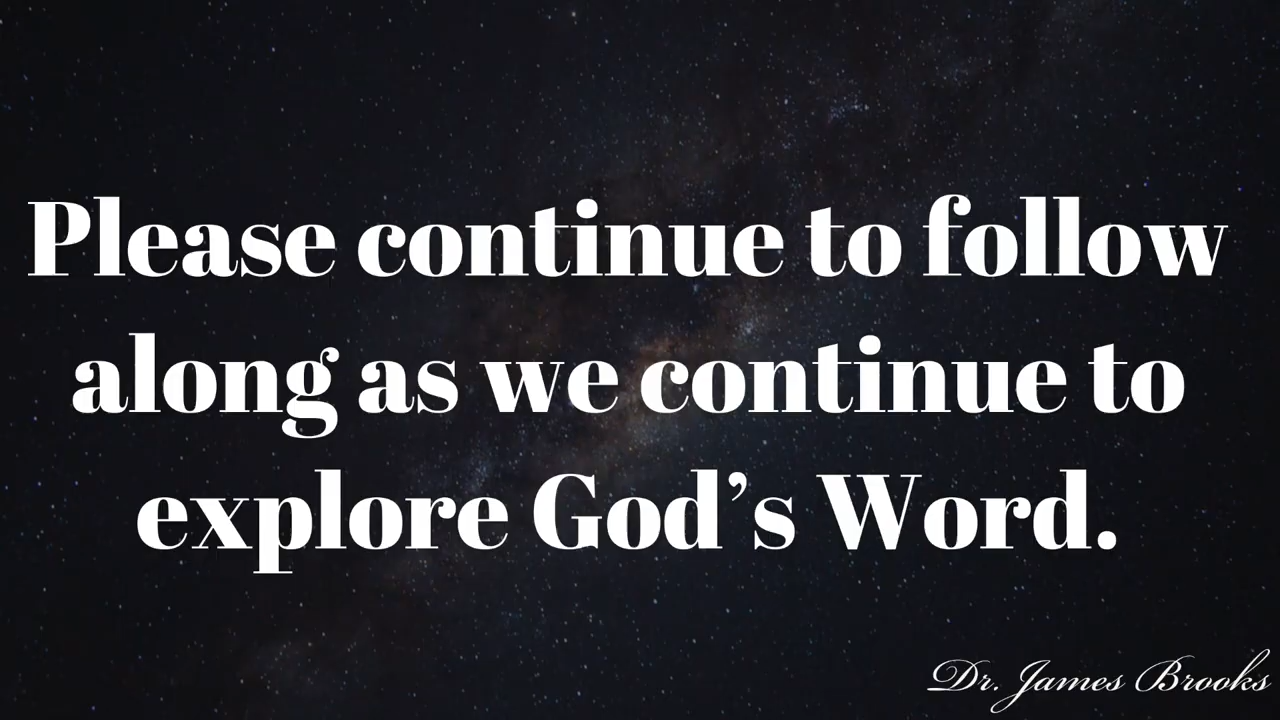 Please continue to follow
along as we continue to
explore God’s Word.
Dr. James Brooks